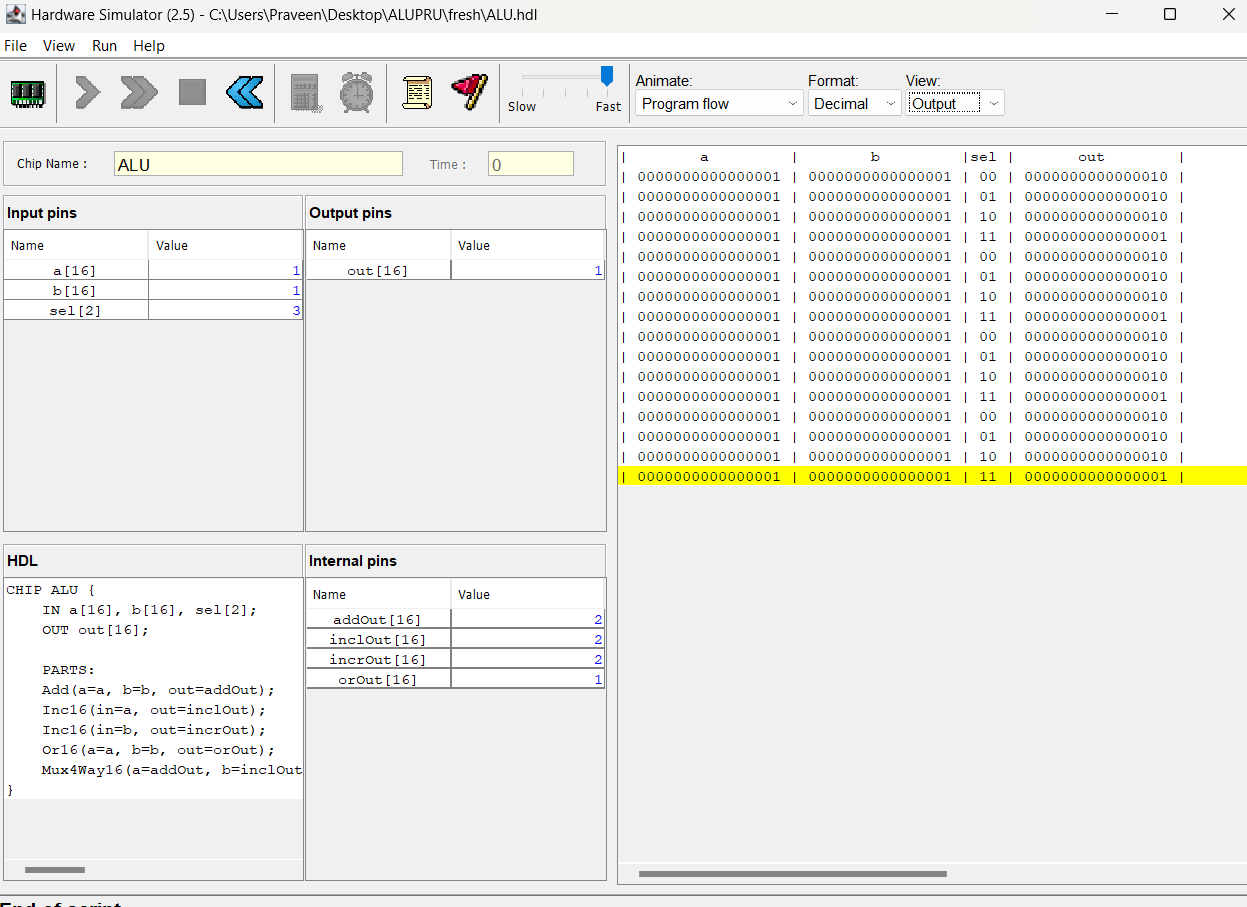 Hardware Simulator (2.5) - C:\Users\Praveen\Desktop\ALUPRU\fresh\ALU.hdl
File View Run Help
Slow Fast
Animate: Format: View:
Program flow Decimal Output
Chip Name : ALU Time : 0
Input pins
Name Value
a[16] 1
b[16] 1
sel[2] 3
Output pins
Name Value
out[16] 1
HDL
CHIP ALU {
IN a[16], b[16], sel[2];
OUT out[16];
PARTS:
Add(a=a, b=b, out=addOut);
Inc16(in=a, out=inclOut);
Inc16(in=b, out=incrOut);
Or16(a=a, b=b, out=orOut);
Mux4Way16(a=addOut, b=inclOut
}
Internal pins
Name Value
addOut[16] 2
inclOut[16] 2
incrOut[16] 2
orOut[16] 1
| a | b |sel | out |
| 0000000000000001 | 0000000000000001 | 00 | 0000000000000010 |
| 0000000000000001 | 0000000000000001 | 01 | 0000000000000010 |
| 0000000000000001 | 0000000000000001 | 10 | 0000000000000010 |
| 0000000000000001 | 0000000000000001 | 11 | 0000000000000001 |
| 0000000000000001 | 0000000000000001 | 00 | 0000000000000010 |
| 0000000000000001 | 0000000000000001 | 01 | 0000000000000010 |
| 0000000000000001 | 0000000000000001 | 10 | 0000000000000010 |
| 0000000000000001 | 0000000000000001 | 11 | 0000000000000001 |
| 0000000000000001 | 0000000000000001 | 00 | 0000000000000010 |
| 0000000000000001 | 0000000000000001 | 01 | 0000000000000010 |
| 0000000000000001 | 0000000000000001 | 10 | 0000000000000010 |
| 0000000000000001 | 0000000000000001 | 11 | 0000000000000001 |
| 0000000000000001 | 0000000000000001 | 00 | 0000000000000010 |
| 0000000000000001 | 0000000000000001 | 01 | 0000000000000010 |
| 0000000000000001 | 0000000000000001 | 10 | 0000000000000010 |
| 0000000000000001 | 0000000000000001 | 11 | 0000000000000001 |
End of script